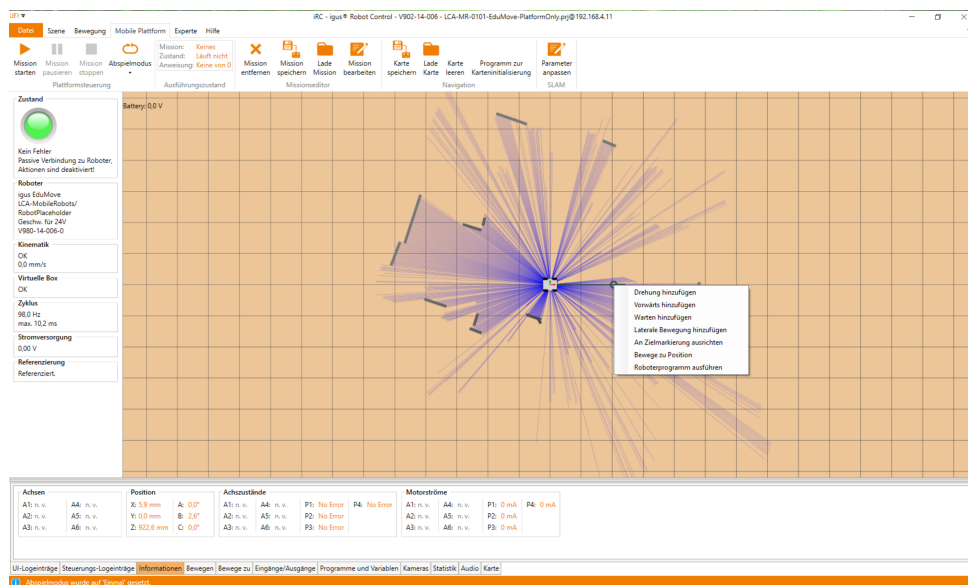 iRC - igus® Robot Control - V902-14-006 - LCA-MR-0101-EduMove-PlatformOnly.prj@192.168.4.11
Datei Szene Bewegung Mobile Plattform Experte Hilfe
Mission starten
Mission pausieren
Mission stoppen
Abspielmodus
Mission: Keines
Zustand: Läuft nicht
Anweisung: Keine von 0
Mission entfernen
Mission speichern
Lade Mission
Mission bearbeiten
Karte speichern
Lade Karte
Karte leeren
Programm zur Karteninitialisierung
Parameter anpassen
Plattformsteuerung
Ausführungszustand
Missionseditor
Navigation
SLAM
Zustand
Kein Fehler
Passive Verbindung zu Roboter,
Aktionen sind deaktiviert!
Roboter
igus EduMove
LCA-MobileRobots/
RobotPlaceholder
Geschw. für 24V
V980-14-006-0
Kinematik
OK
0,0 mm/s
Virtuelle Box
OK
Zyklus
98,0 Hz
max. 10,2 ms
Stromversorgung
0,00 V
Referenzierung
Referenziert.
Battery: 0,0 V
Drehung hinzufügen
Vorwärts hinzufügen
Warten hinzufügen
Laterale Bewegung hinzufügen
An Zielmarkierung ausrichten
Bewege zu Position
Roboterprogramm ausführen
Achsen
A1: n. v. A4: n. v.
A2: n. v. A5: n. v.
A3: n. v. A6: n. v.
Position
X: 5,9 mm A: 0,0°
Y: 0,0 mm B: 2,6°
Z: 922,6 mm C: 0,0°
Achszustände
A1: n. v. A4: n. v. P1: No Error P4: No Error
A2: n. v. A5: n. v. P2: No Error
A3: n. v. A6: n. v. P3: No Error
Motorströme
A1: n. v. A4: n. v. P1: 0 mA P4: 0 mA
A2: n. v. A5: n. v. P2: 0 mA
A3: n. v. A6: n. v. P3: 0 mA
UI-Logeinträge Steuerungs-Logeinträge Informationen Bewegen Bewege zu Eingänge/Ausgänge Programme und Variablen Kameras Statistik Audio Karte
Abspielmodus wurde auf 'Einmal' gesetzt.